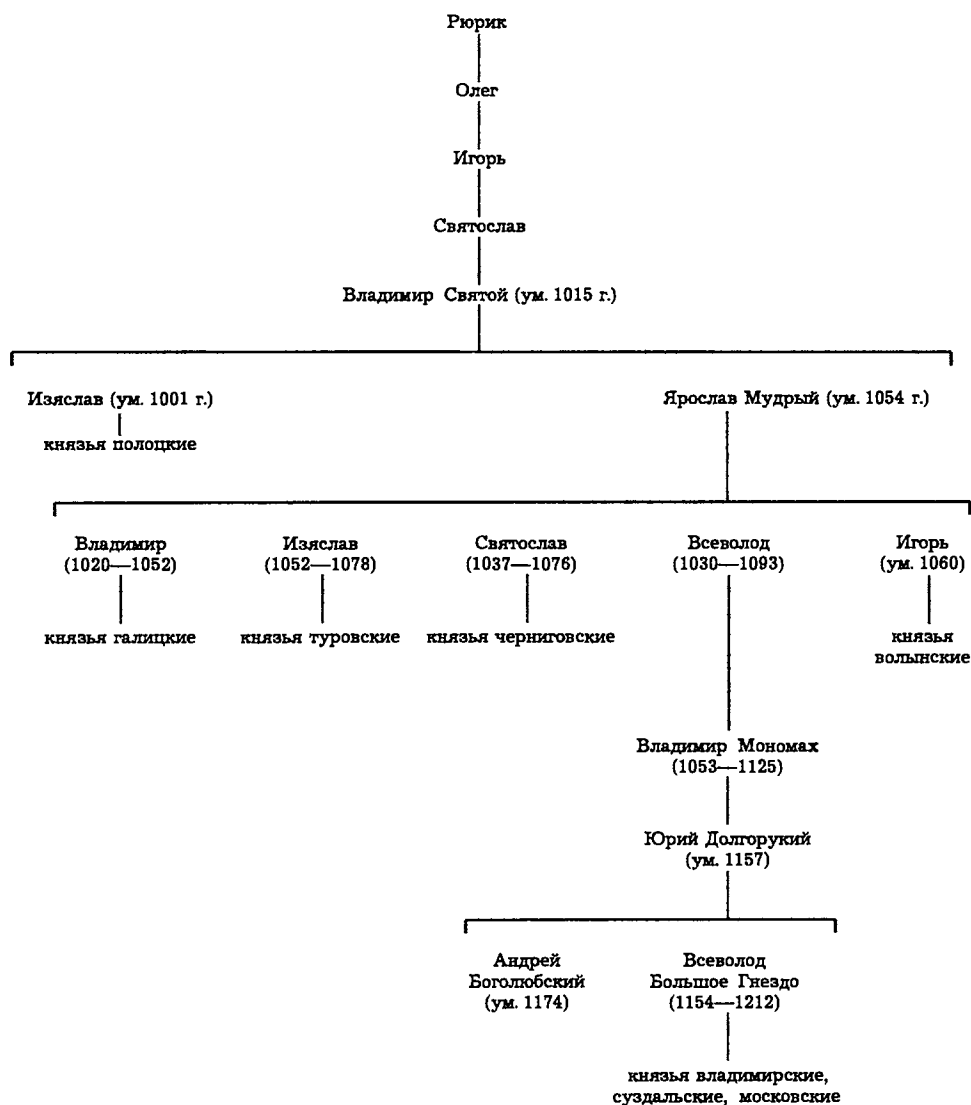 Рюрик
Олег
Игорь
Святослав
Владимир Святой (ум. 1015 г.)
Изяслав (ум. 1001 г.)
Ярослав Мудрый (ум. 1054 г.)
князья полоцкие
Владимир
(1020—1052)
Изяслав
(1052—1078)
Святослав
(1037—1076)
Всеволод
(1030—1093)
Игорь
(ум. 1060)
князья галицкие
князья туровские
князья черниговские
князья
волынские
Владимир Мономах
(1053—1125)
Юрий Долгорукий
(ум. 1157)
Андрей
Боголюбский
(ум. 1174)
Всеволод
Большое Гнездо
(1154—1212)
князья владимирские,
суздальские, московские